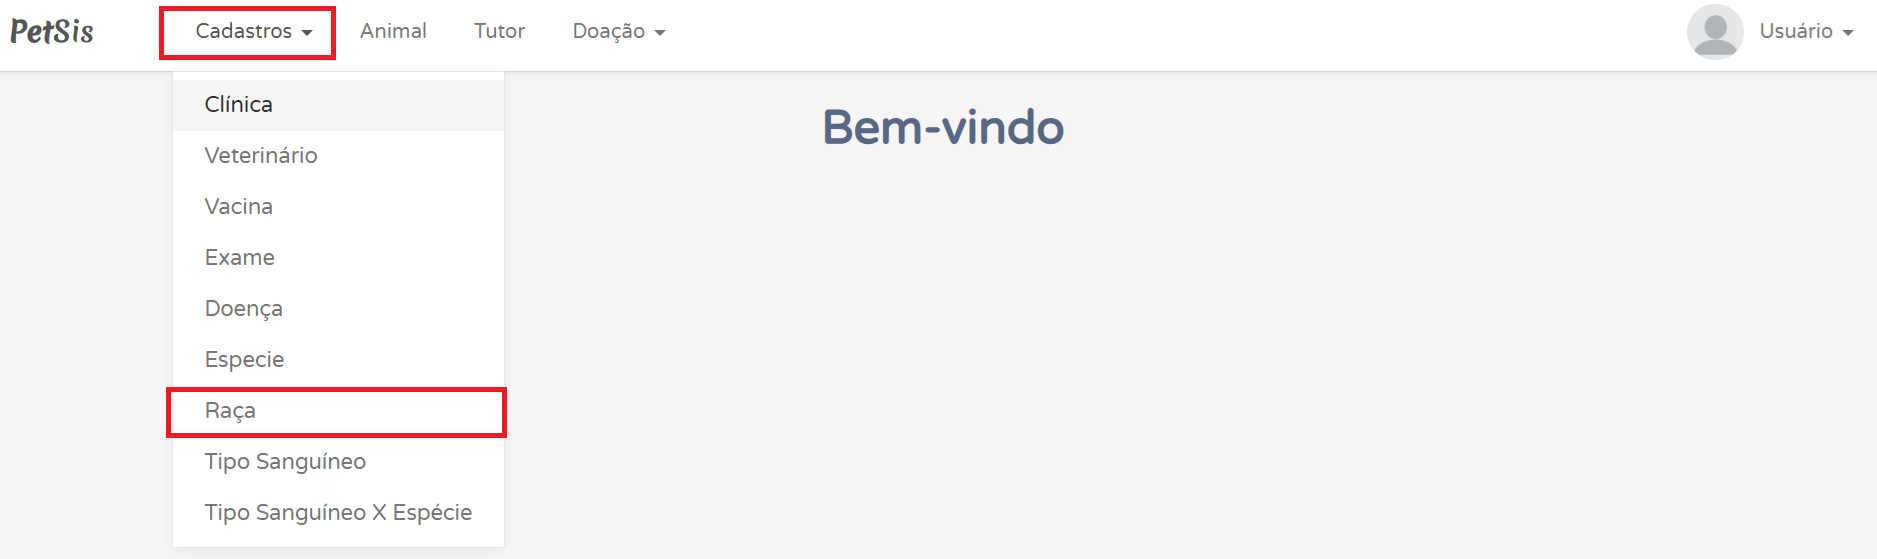 PetSis Cadastros Animal Tutor Doação Usuário
Clínica
Bem-vindo
Veterinário
Vacina
Exame
Doença
Especie
Raça
Tipo Sanguíneo
Tipo Sanguíneo X Espécie